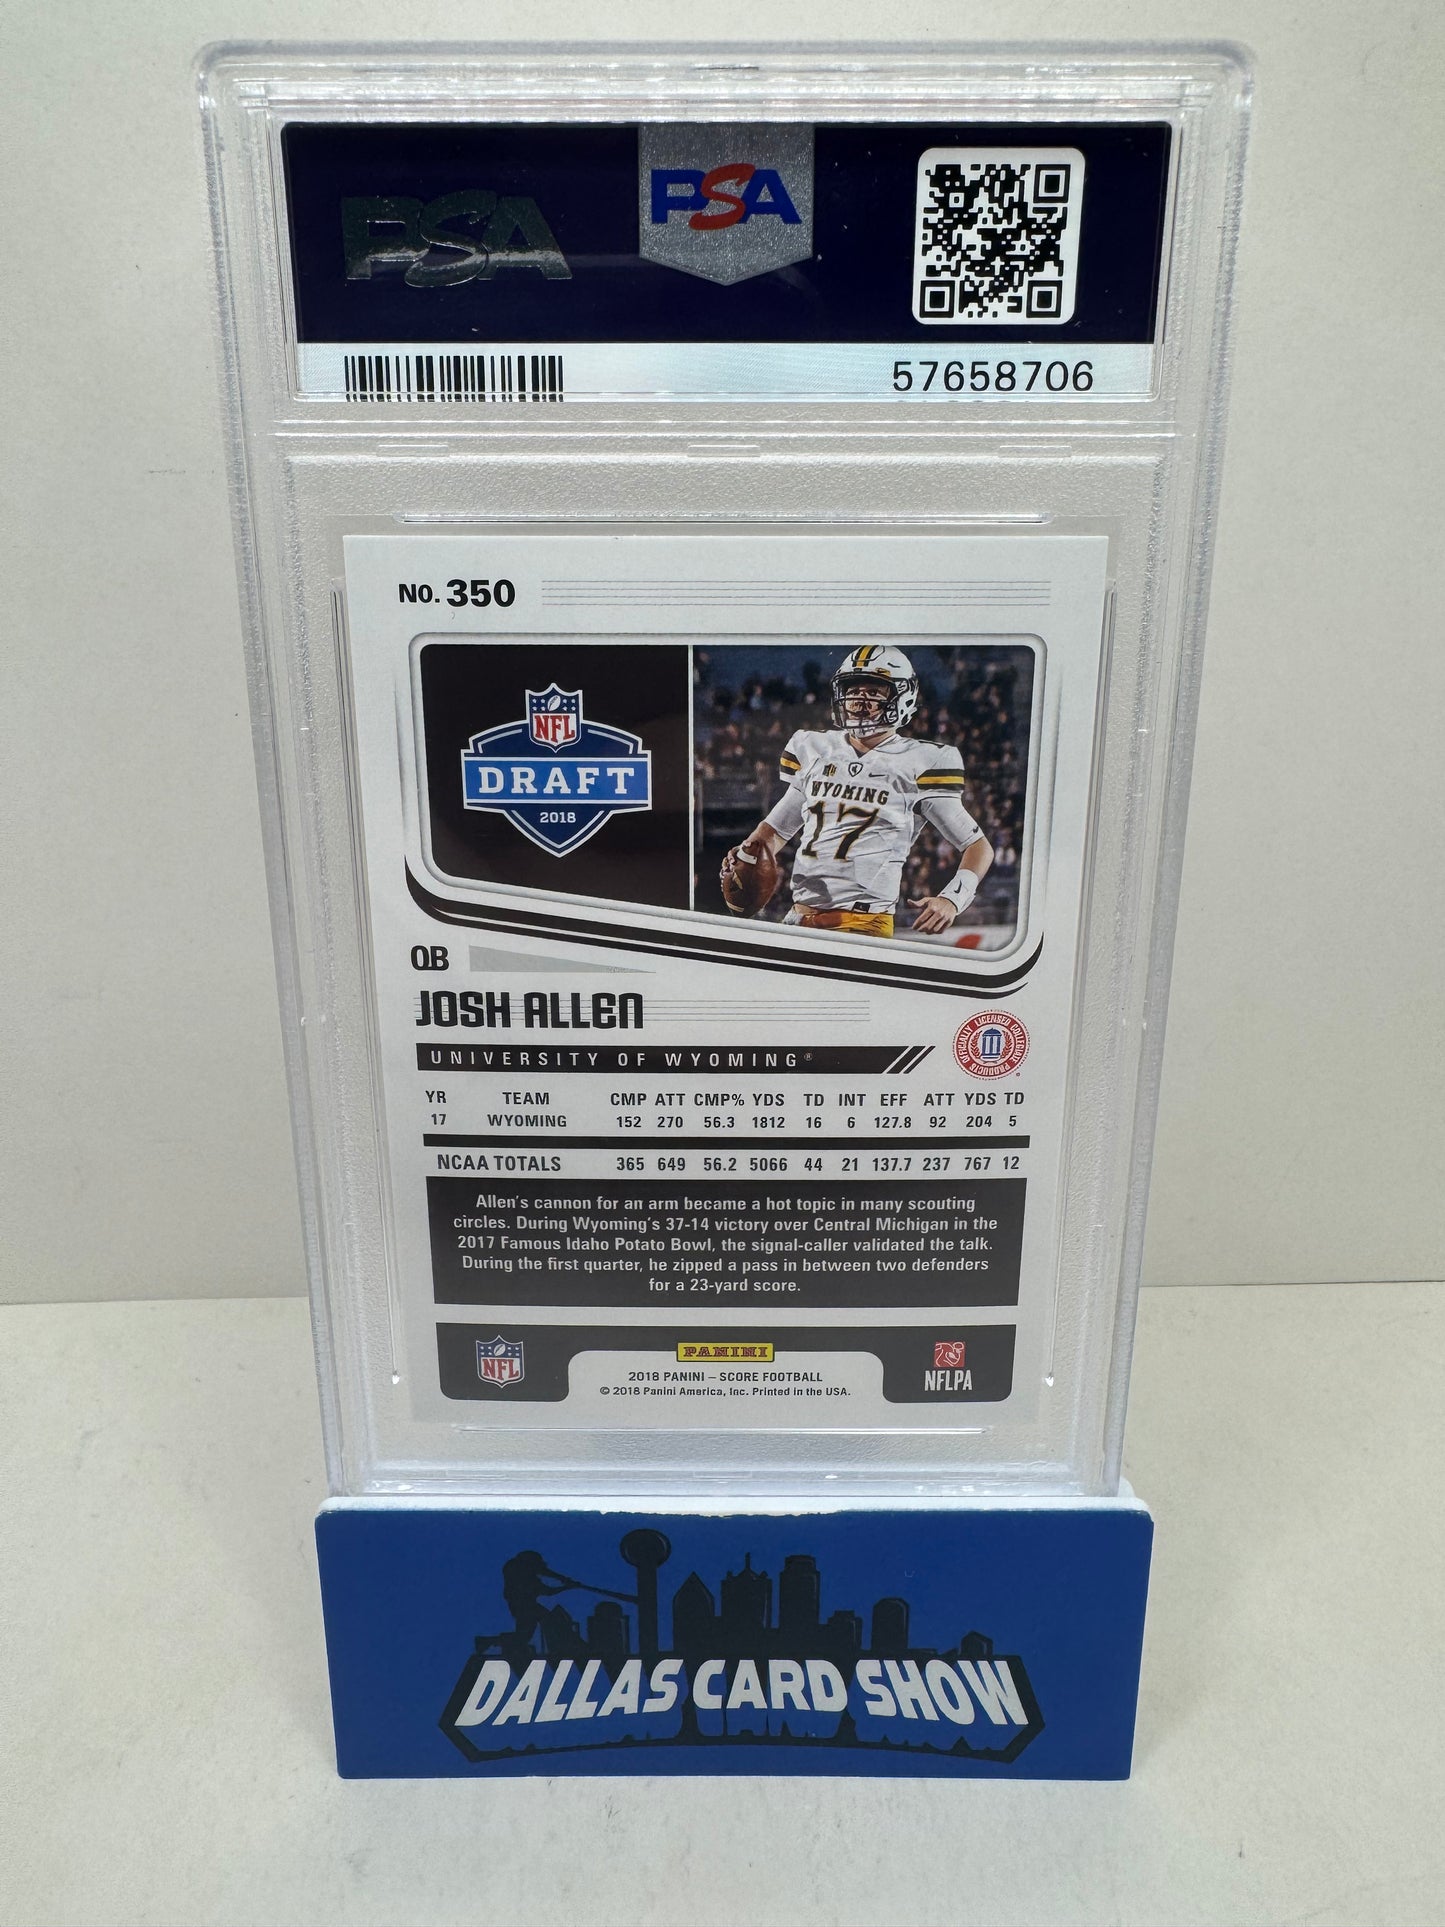 PSA
PSA
57658706
NO. 350
NFL
DRAFT
2018
WYOMING
17
QB
JOSH ALLEN
UNIVERSITY OF WYOMING®
OFFICIALLY LICENSED COLLEGIATE PRODUCTS
YR TEAM CMP ATT CMP% YDS TD INT EFF ATT YDS TD
17 WYOMING 152 270 56.3 1812 16 6 127.8 92 204 5
NCAA TOTALS 365 649 56.2 5066 44 21 137.7 237 767 12
Allen's cannon for an arm became a hot topic in many scouting
circles. During Wyoming's 37-14 victory over Central Michigan in the
2017 Famous Idaho Potato Bowl, the signal-caller validated the talk.
During the first quarter, he zipped a pass in between two defenders
for a 23-yard score.
NFL
PANINI
NFLPA
2018 PANINI – SCORE FOOTBALL
© 2018 Panini America, Inc. Printed in the USA.
DALLAS CARD SHOW